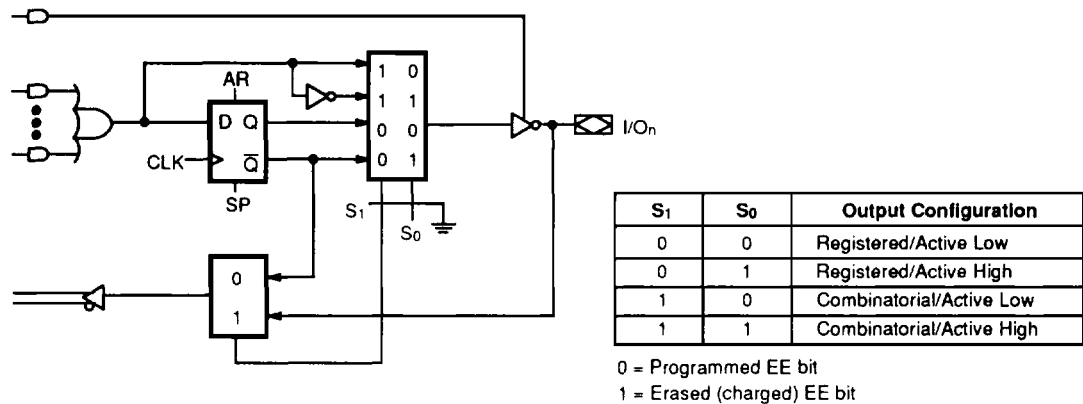 AR
1 0
1 1
D Q
0 0
I/On
CLK
Q
0 1
SP
S1
S0
0
1
S1 S0 Output Configuration
0 0 Registered/Active Low
0 1 Registered/Active High
1 0 Combinatorial/Active Low
1 1 Combinatorial/Active High
0 = Programmed EE bit
1 = Erased (charged) EE bit